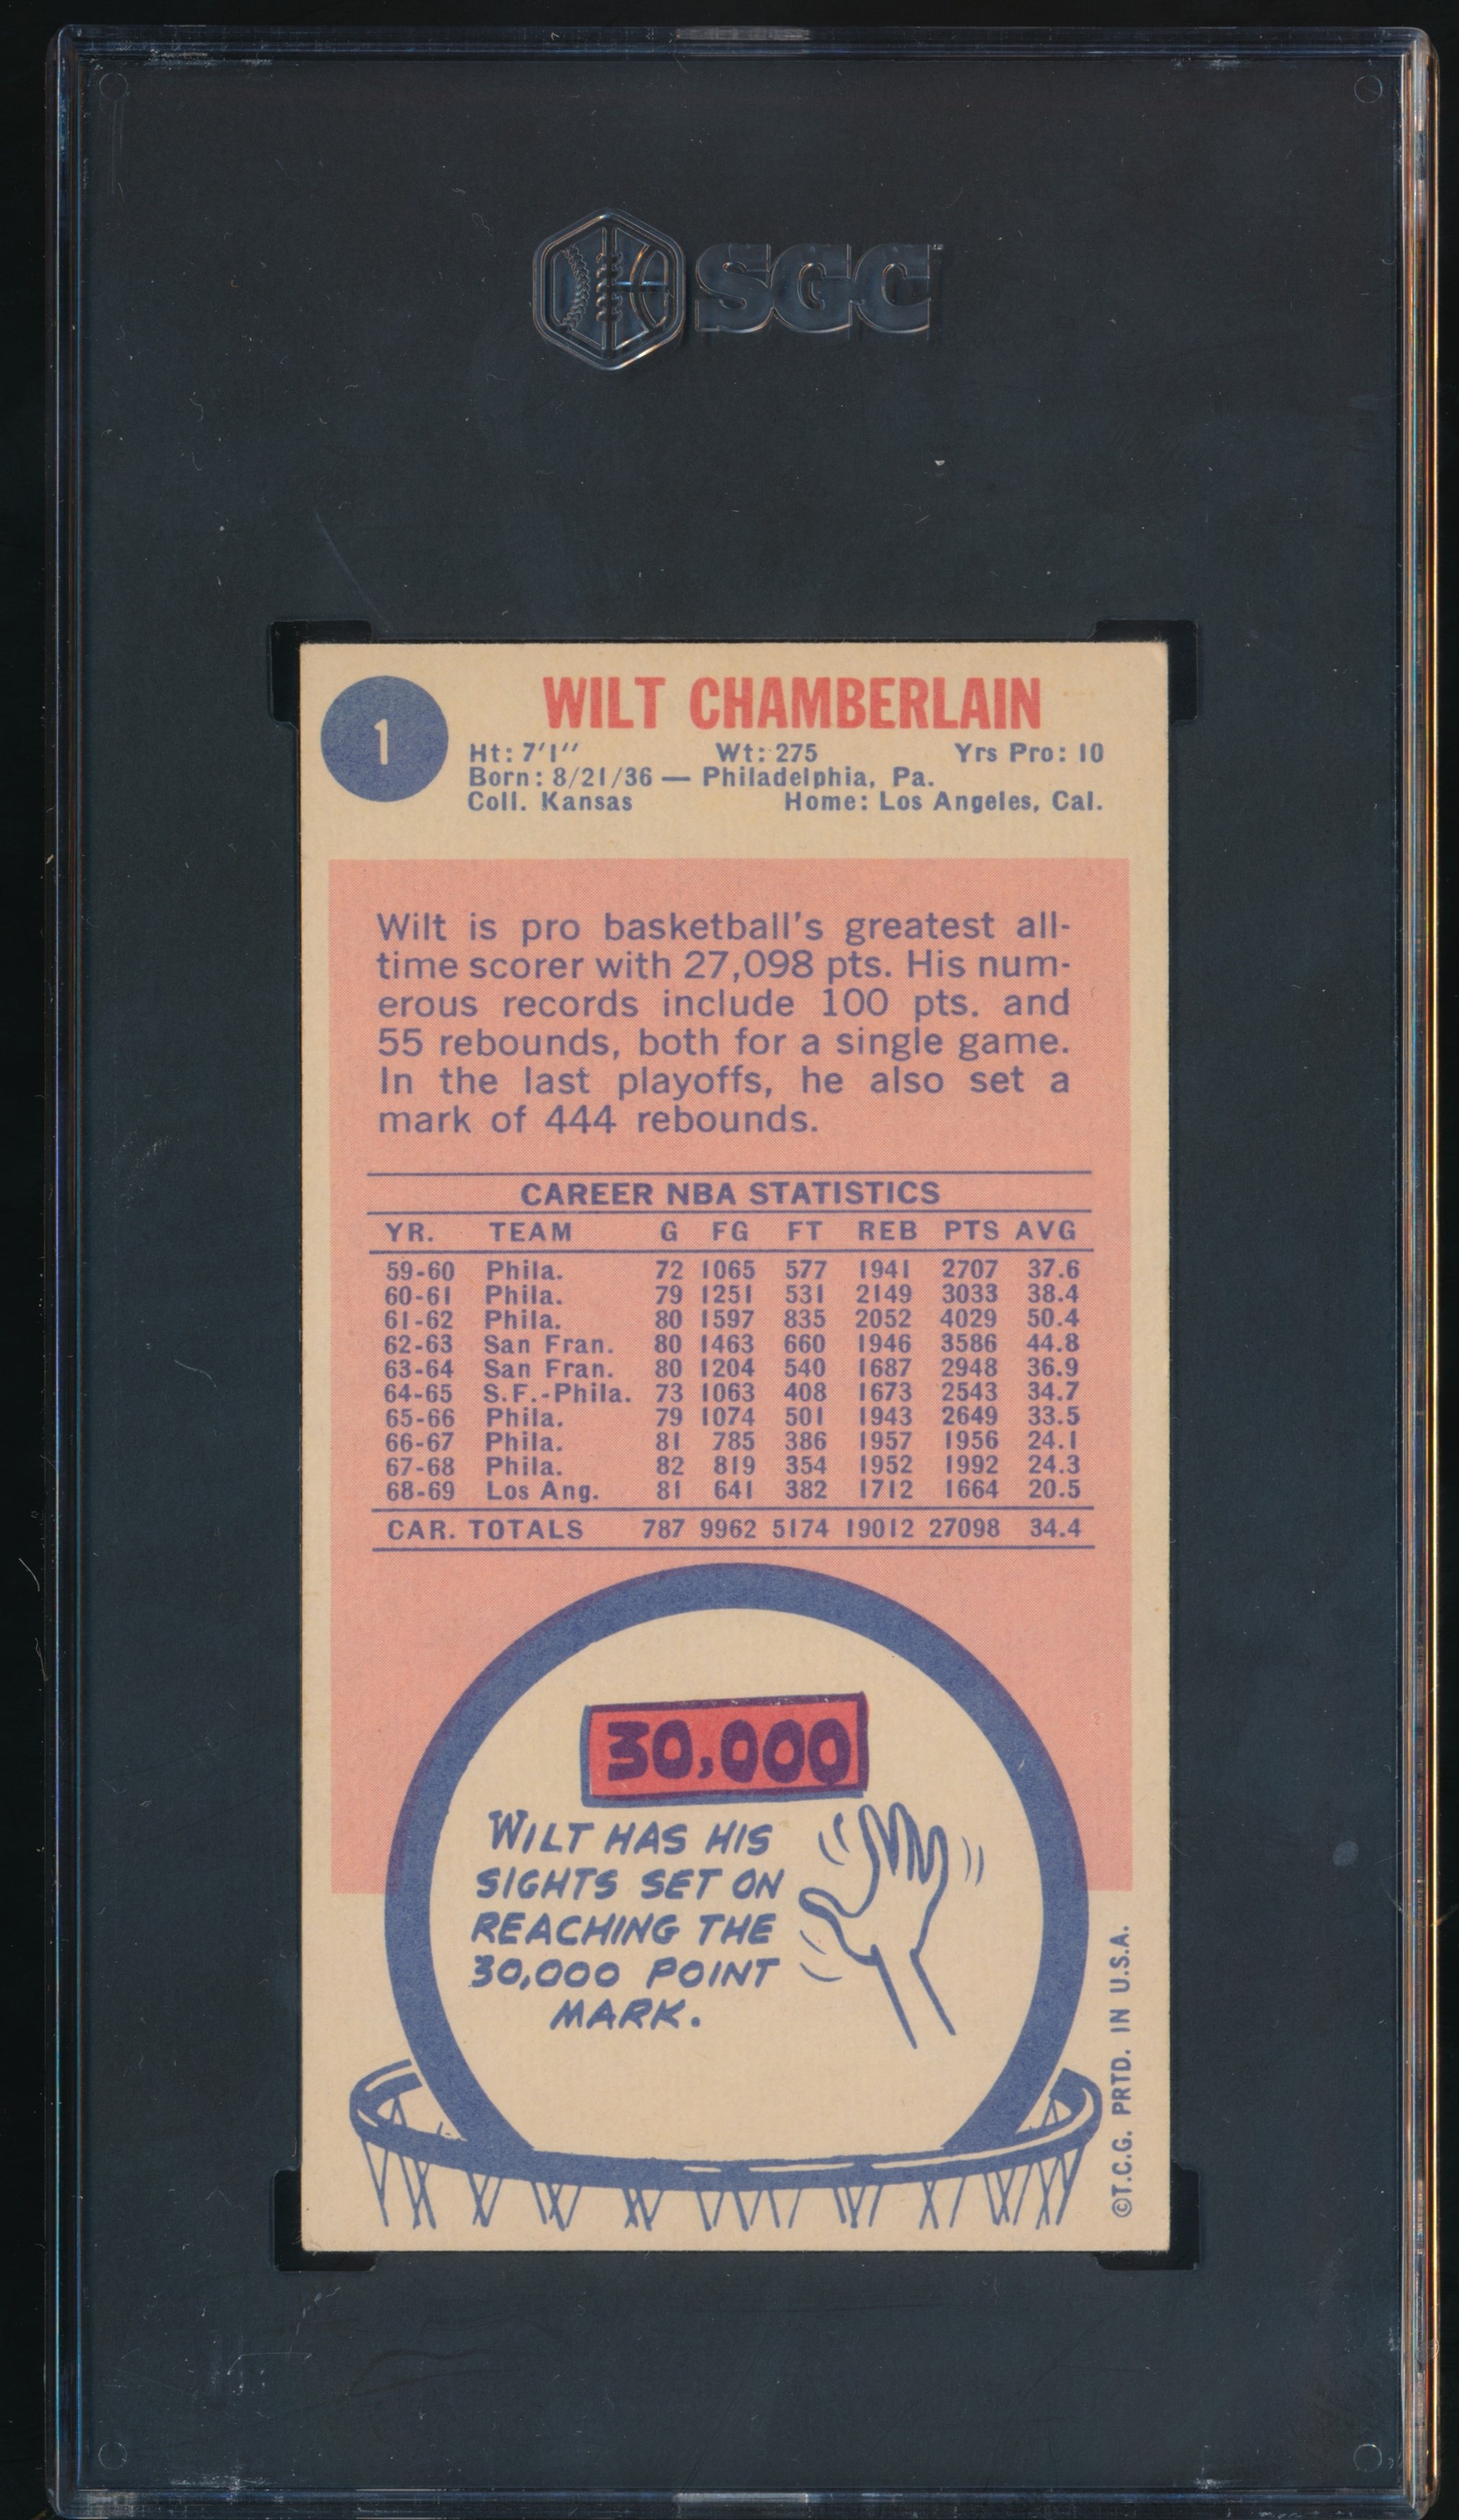 SGC
1
WILT CHAMBERLAIN
Ht: 7'1'' Wt: 275 Yrs Pro: 10
Born: 8/21/36 — Philadelphia, Pa.
Coll. Kansas Home: Los Angeles, Cal.
Wilt is pro basketball's greatest all-
time scorer with 27,098 pts. His num-
erous records include 100 pts. and
55 rebounds, both for a single game.
In the last playoffs, he also set a
mark of 444 rebounds.
CAREER NBA STATISTICS
YR. TEAM G FG FT REB PTS AVG
59-60 Phila. 72 1065 577 1941 2707 37.6
60-61 Phila. 79 1251 531 2149 3033 38.4
61-62 Phila. 80 1597 835 2052 4029 50.4
62-63 San Fran. 80 1463 660 1946 3586 44.8
63-64 San Fran. 80 1204 540 1687 2948 36.9
64-65 S.F.-Phila. 73 1063 408 1673 2543 34.7
65-66 Phila. 79 1074 501 1943 2649 33.5
66-67 Phila. 81 785 386 1957 1956 24.1
67-68 Phila. 82 819 354 1952 1992 24.3
68-69 Los Ang. 81 641 382 1712 1664 20.5
CAR. TOTALS 787 9962 5174 19012 27098 34.4
30,000
WILT HAS HIS
SIGHTS SET ON
REACHING THE
30,000 POINT
MARK.
©T.C.G. PRTD. IN U.S.A.